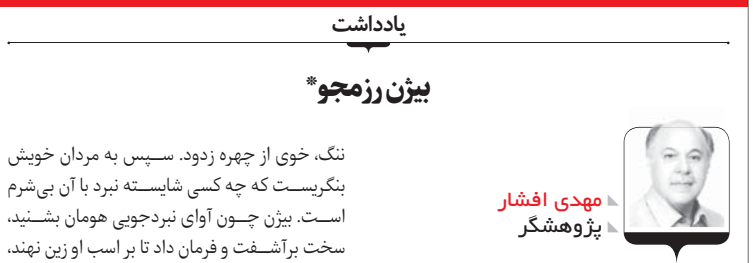 یادداشت
بیژن رزمجو*
مهدی افشار
پژوهشگر
ننگ، خوی از چهره زدود. سپس به مردان خویش
بنگریست که چه کسی شایسته نبرد با آن بی‌شرم
است. بیژن چون آوای نبردجویی هومان بشنید،
سخت برآشفت و فرمان داد تا بر اسب او زین نهند،